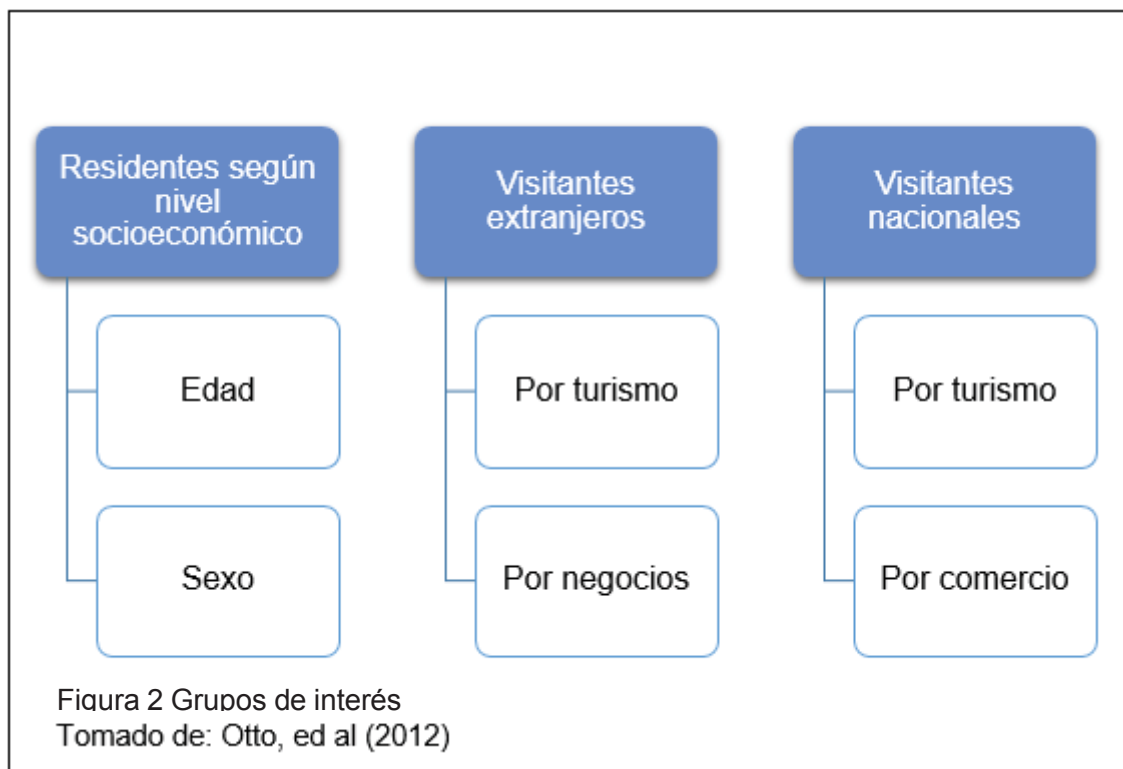 Residentes según
nivel
socioeconómico
Edad
Sexo
Visitantes
extranjeros
Por turismo
Por negocios
Visitantes
nacionales
Por turismo
Por comercio
Figura 2 Grupos de interés
Tomado de: Otto, ed al (2012)